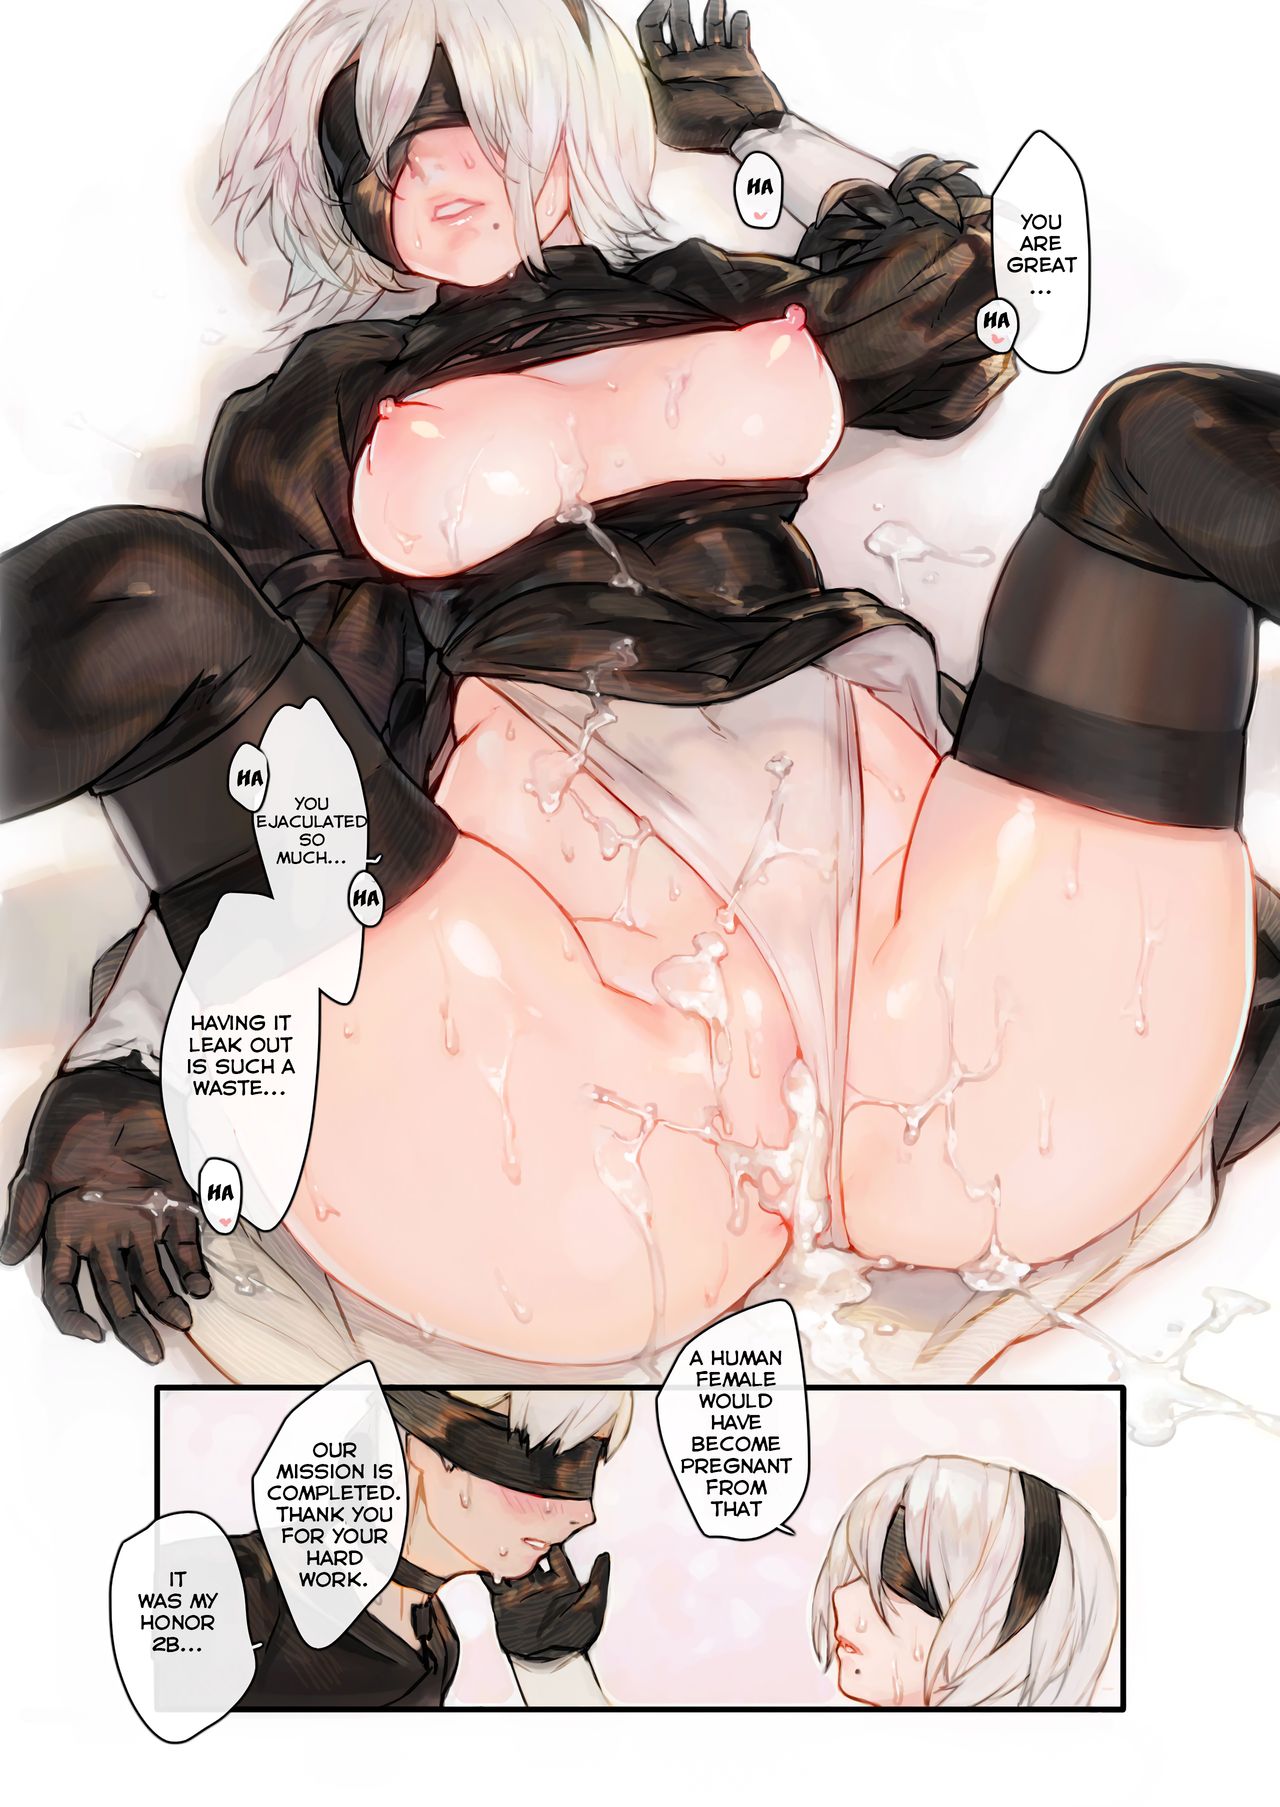 HA
YOU
ARE
GREAT
...
HA
HA
YOU
EJACULATED
SO
MUCH...
HA
HAVING IT
LEAK OUT
IS SUCH A
WASTE...
HA
A HUMAN
FEMALE
WOULD
HAVE
BECOME
PREGNANT
FROM
THAT
OUR
MISSION IS
COMPLETED.
THANK YOU
FOR YOUR
HARD
WORK.
IT
WAS MY
HONOR
2B...